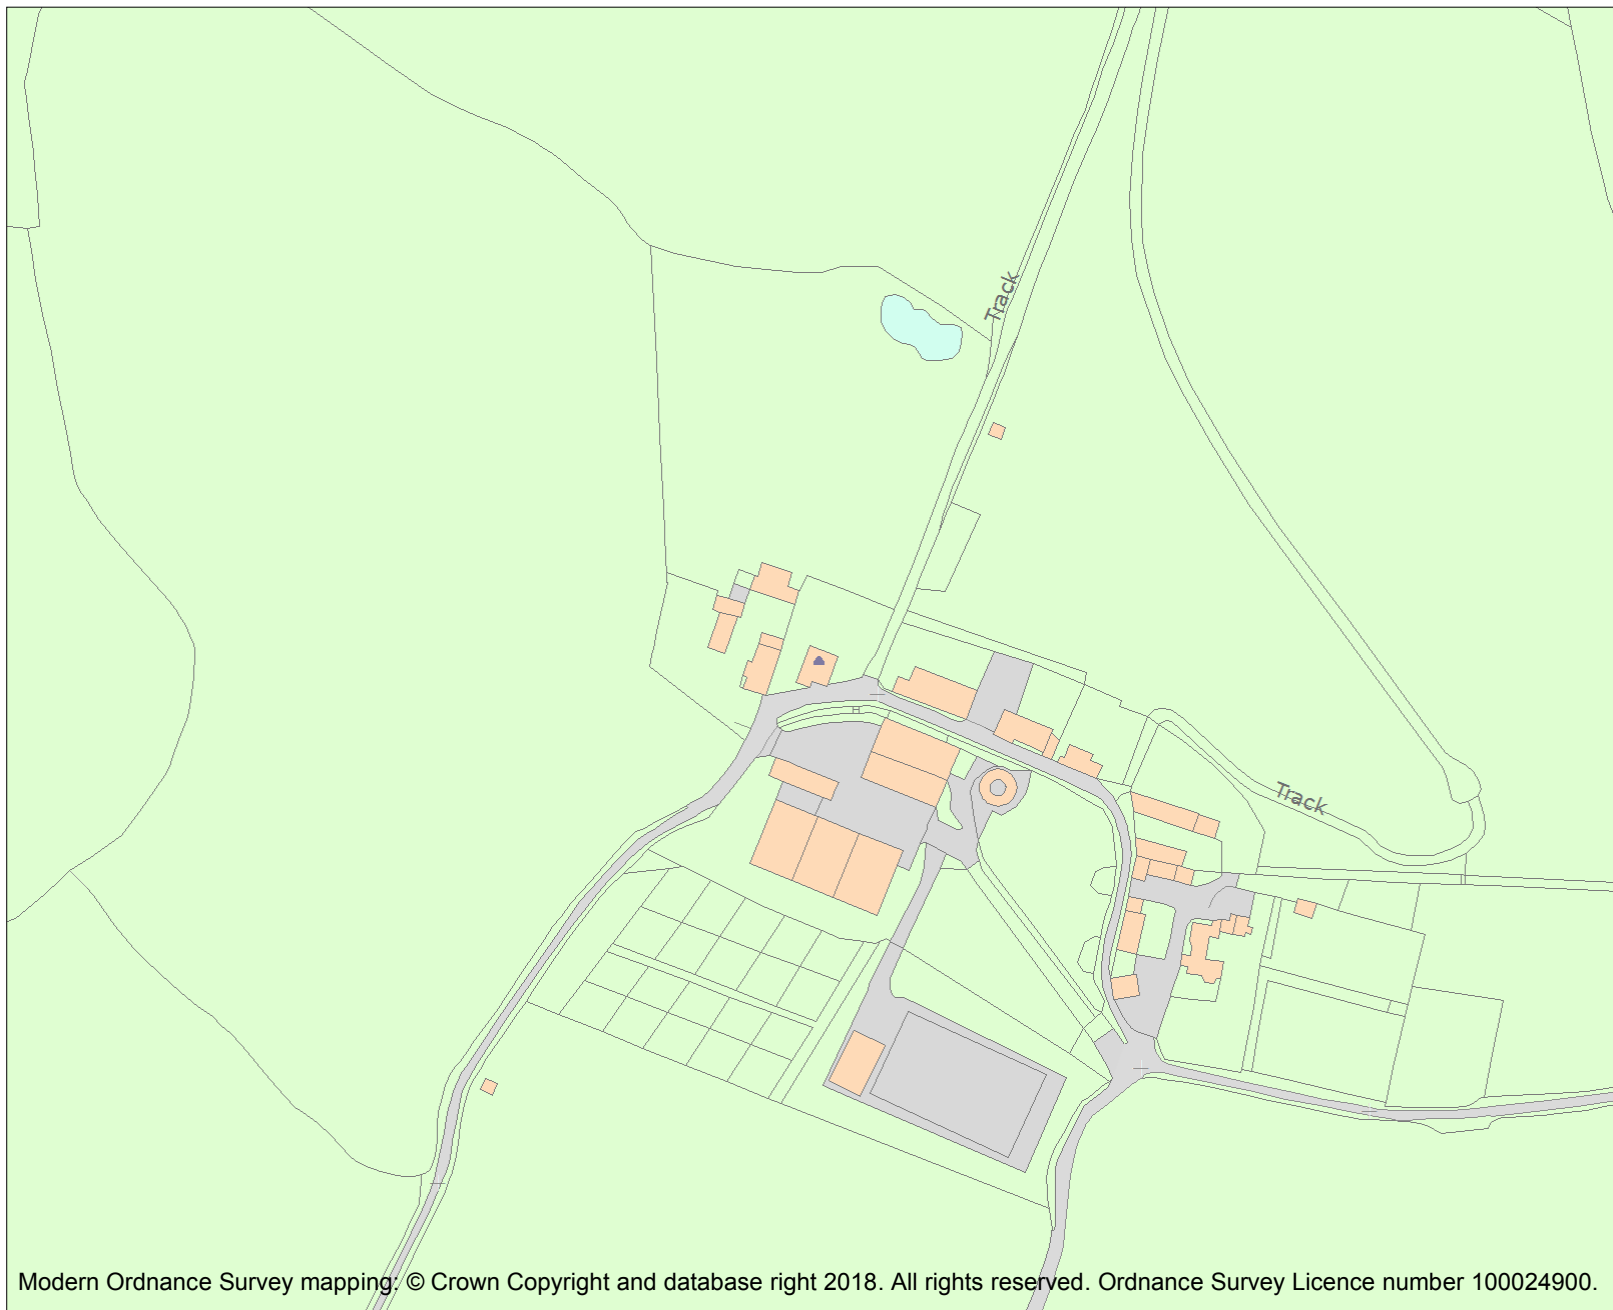 Track
Track
Modern Ordnance Survey mapping: © Crown Copyright and database right 2018. All rights reserved. Ordnance Survey Licence number 100024900.